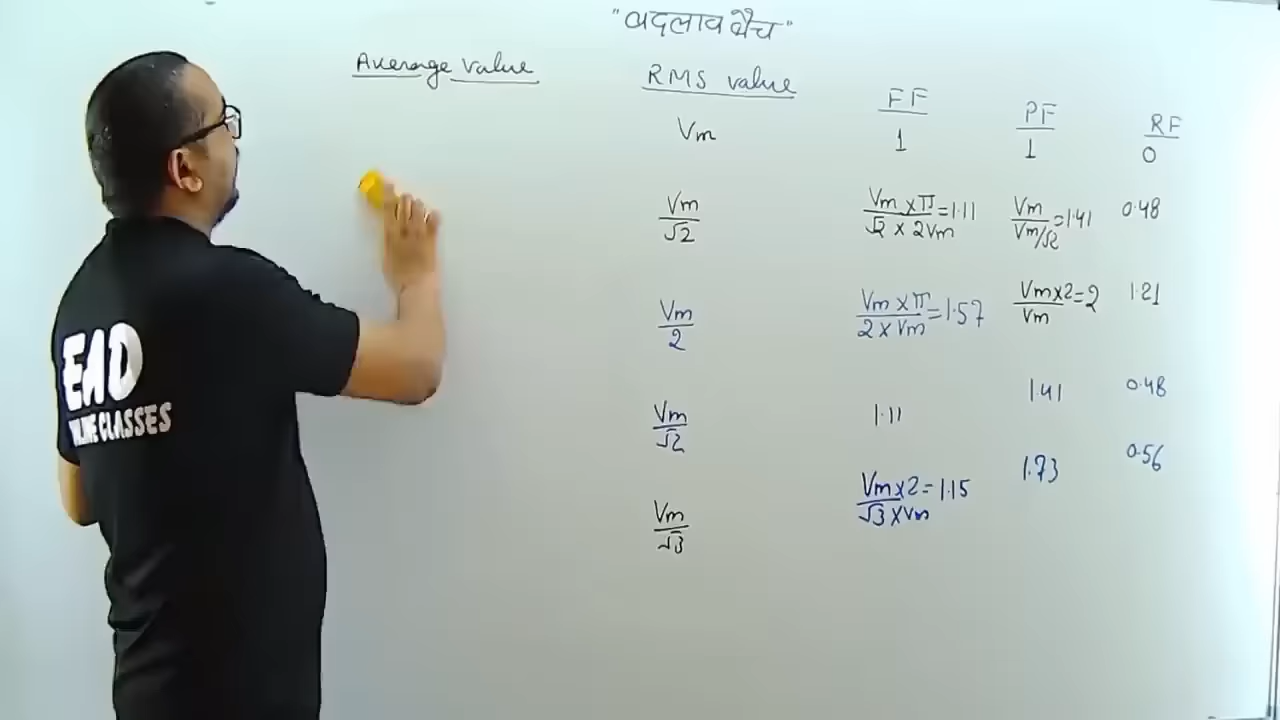 "बदलाव बैच"
Average value
RMS value
FF
PF
RF
Vm
1
1
0
Vm/√2
Vm×π/√2×2Vm=1.11
Vm/Vm/√2=1.41
0.48
Vm/2
Vm×π/2×Vm=1.57
Vm×2/Vm=2
1.21
Vm/√2
1.11
1.41
0.48
Vm/√3
Vm×2/√3×Vm=1.15
1.73
0.56
EAD
CLASSES